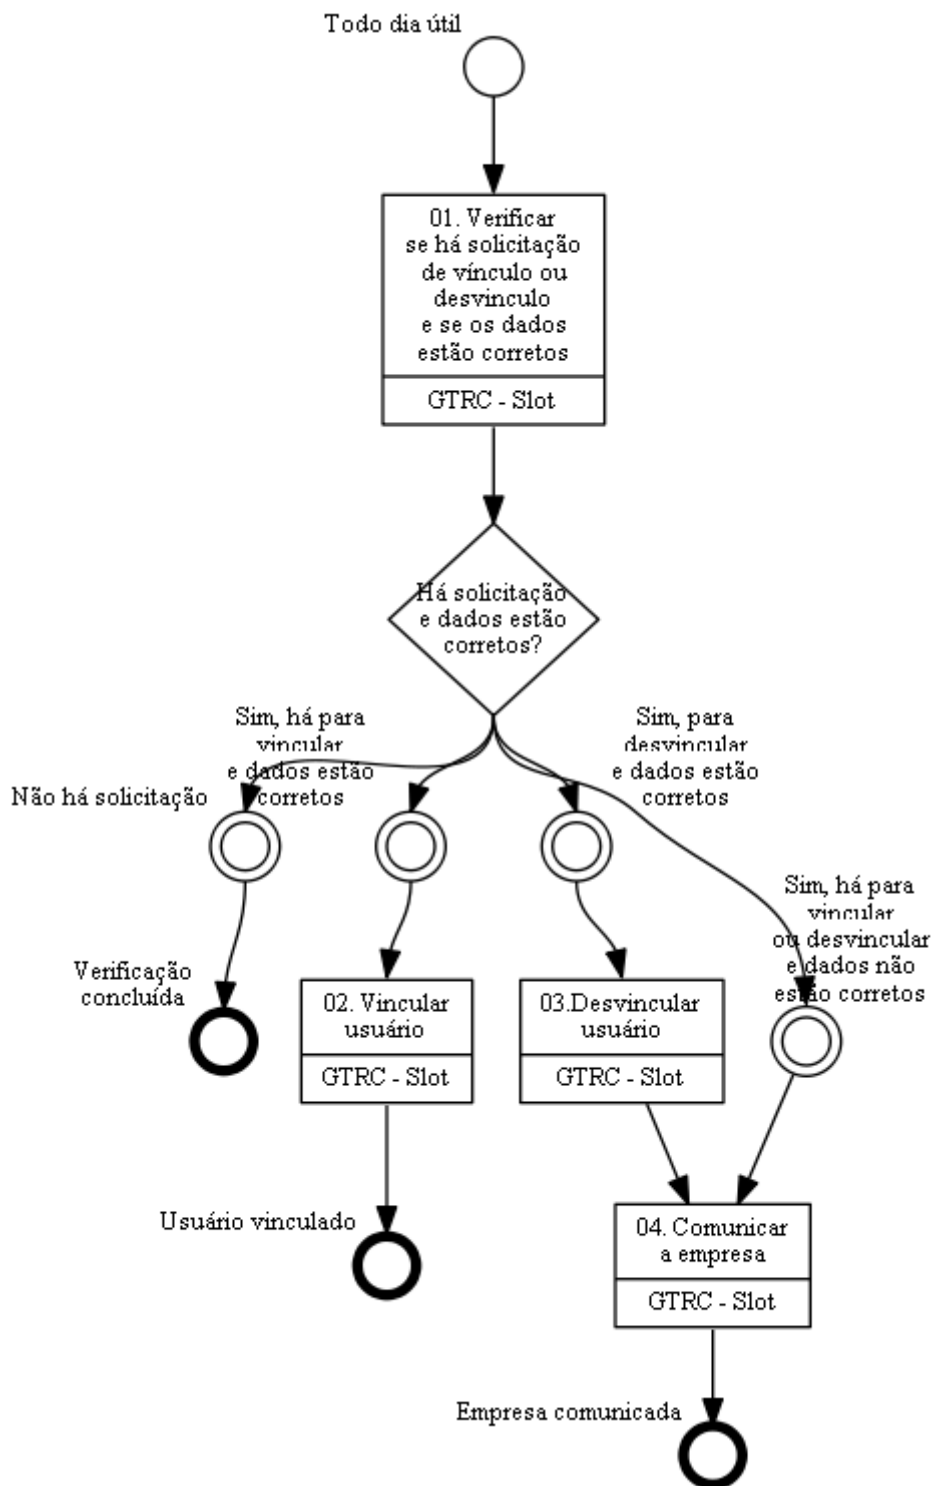 Todo dia útil
01. Verificar
se há solicitação
de vínculo ou
desvinculo
e se os dados
estão corretos
GTRC - Slot
Há solicitação
e dados estão
corretos?
Sim, há para
vincular
e dados estão
corretos
Sim, para
desvincular
e dados estão
corretos
Não há solicitação
Sim, há para
vincular
ou desvincular
e dados não
estão corretos
Verificação
concluída
02. Vincular
usuário
GTRC - Slot
03.Desvincular
usuário
GTRC - Slot
Usuário vinculado
04. Comunicar
a empresa
GTRC - Slot
Empresa comunicada